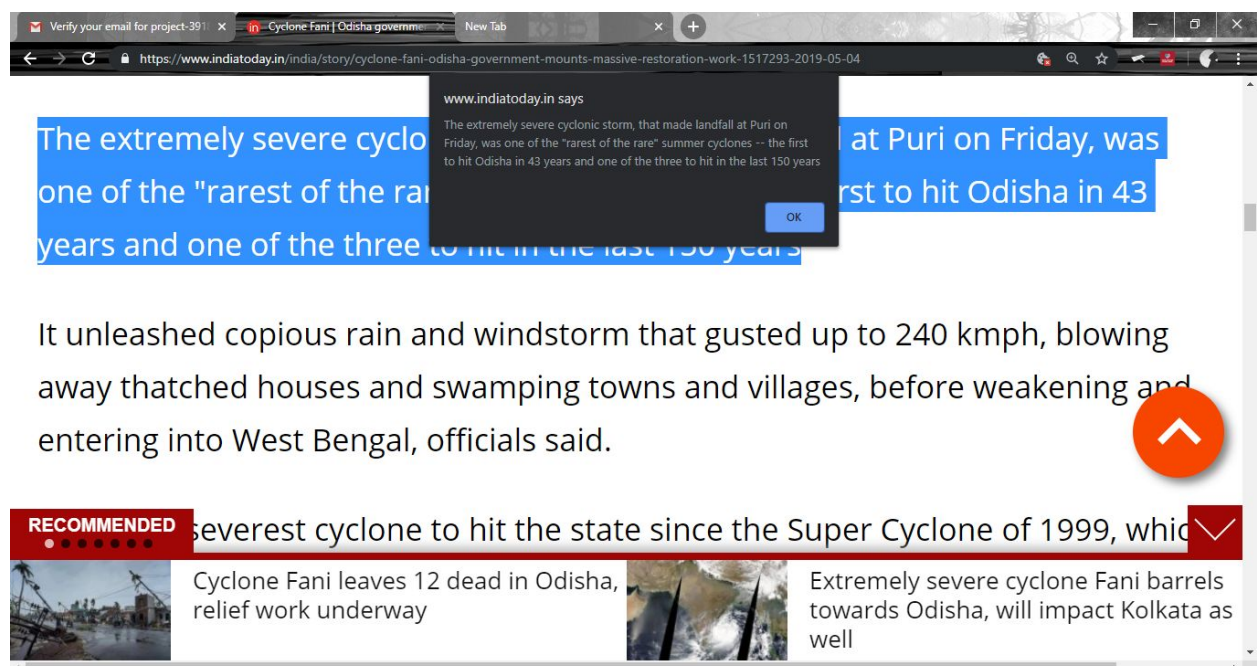 Verify your email for project-391
Cyclone Fani | Odisha governme
New Tab
https://www.indiatoday.in/india/story/cyclone-fani-odisha-government-mounts-massive-restoration-work-1517293-2019-05-04
www.indiatoday.in says
The extremely severe cyclonic storm, that made landfall at Puri on
Friday, was one of the "rarest of the rare" summer cyclones -- the first
to hit Odisha in 43 years and one of the three to hit in the last 150 years
OK
The extremely severe cyclo at Puri on Friday, was
one of the "rarest of the rar rst to hit Odisha in 43
years and one of the three to hit in the last 150 years
It unleashed copious rain and windstorm that gusted up to 240 kmph, blowing
away thatched houses and swamping towns and villages, before weakening and
entering into West Bengal, officials said.
RECOMMENDED
severest cyclone to hit the state since the Super Cyclone of 1999, whic
Cyclone Fani leaves 12 dead in Odisha,
relief work underway
Extremely severe cyclone Fani barrels
towards Odisha, will impact Kolkata as
well